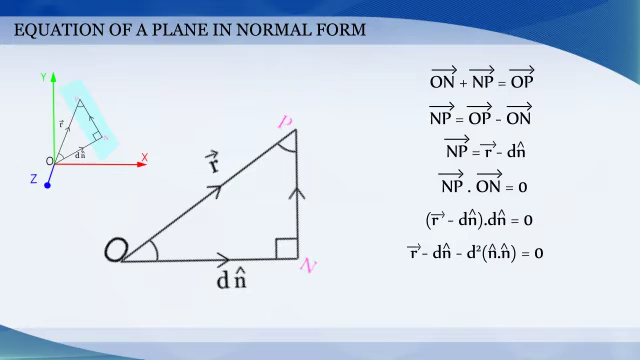 EQUATION OF A PLANE IN NORMAL FORM
Y
P
r⃗
N
O
dn̂
X
Z
P
r⃗
O
dn̂
N
ON⃗ + NP⃗ = OP⃗
NP⃗ = OP⃗ - ON⃗
NP⃗ = r⃗ - dn̂
NP⃗ . ON⃗ = 0
(r⃗ - dn̂).dn̂ = 0
r⃗ - dn̂ - d²(n̂.n̂) = 0